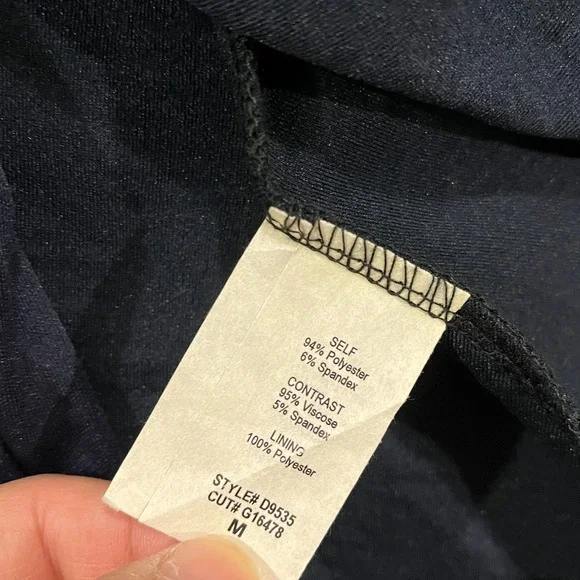 SELF
94% Polyester
6% Spandex
CONTRAST
95% Viscose
5% Spandex
LINING
100% Polyester
STYLE# D9535
CUT# G16478
M